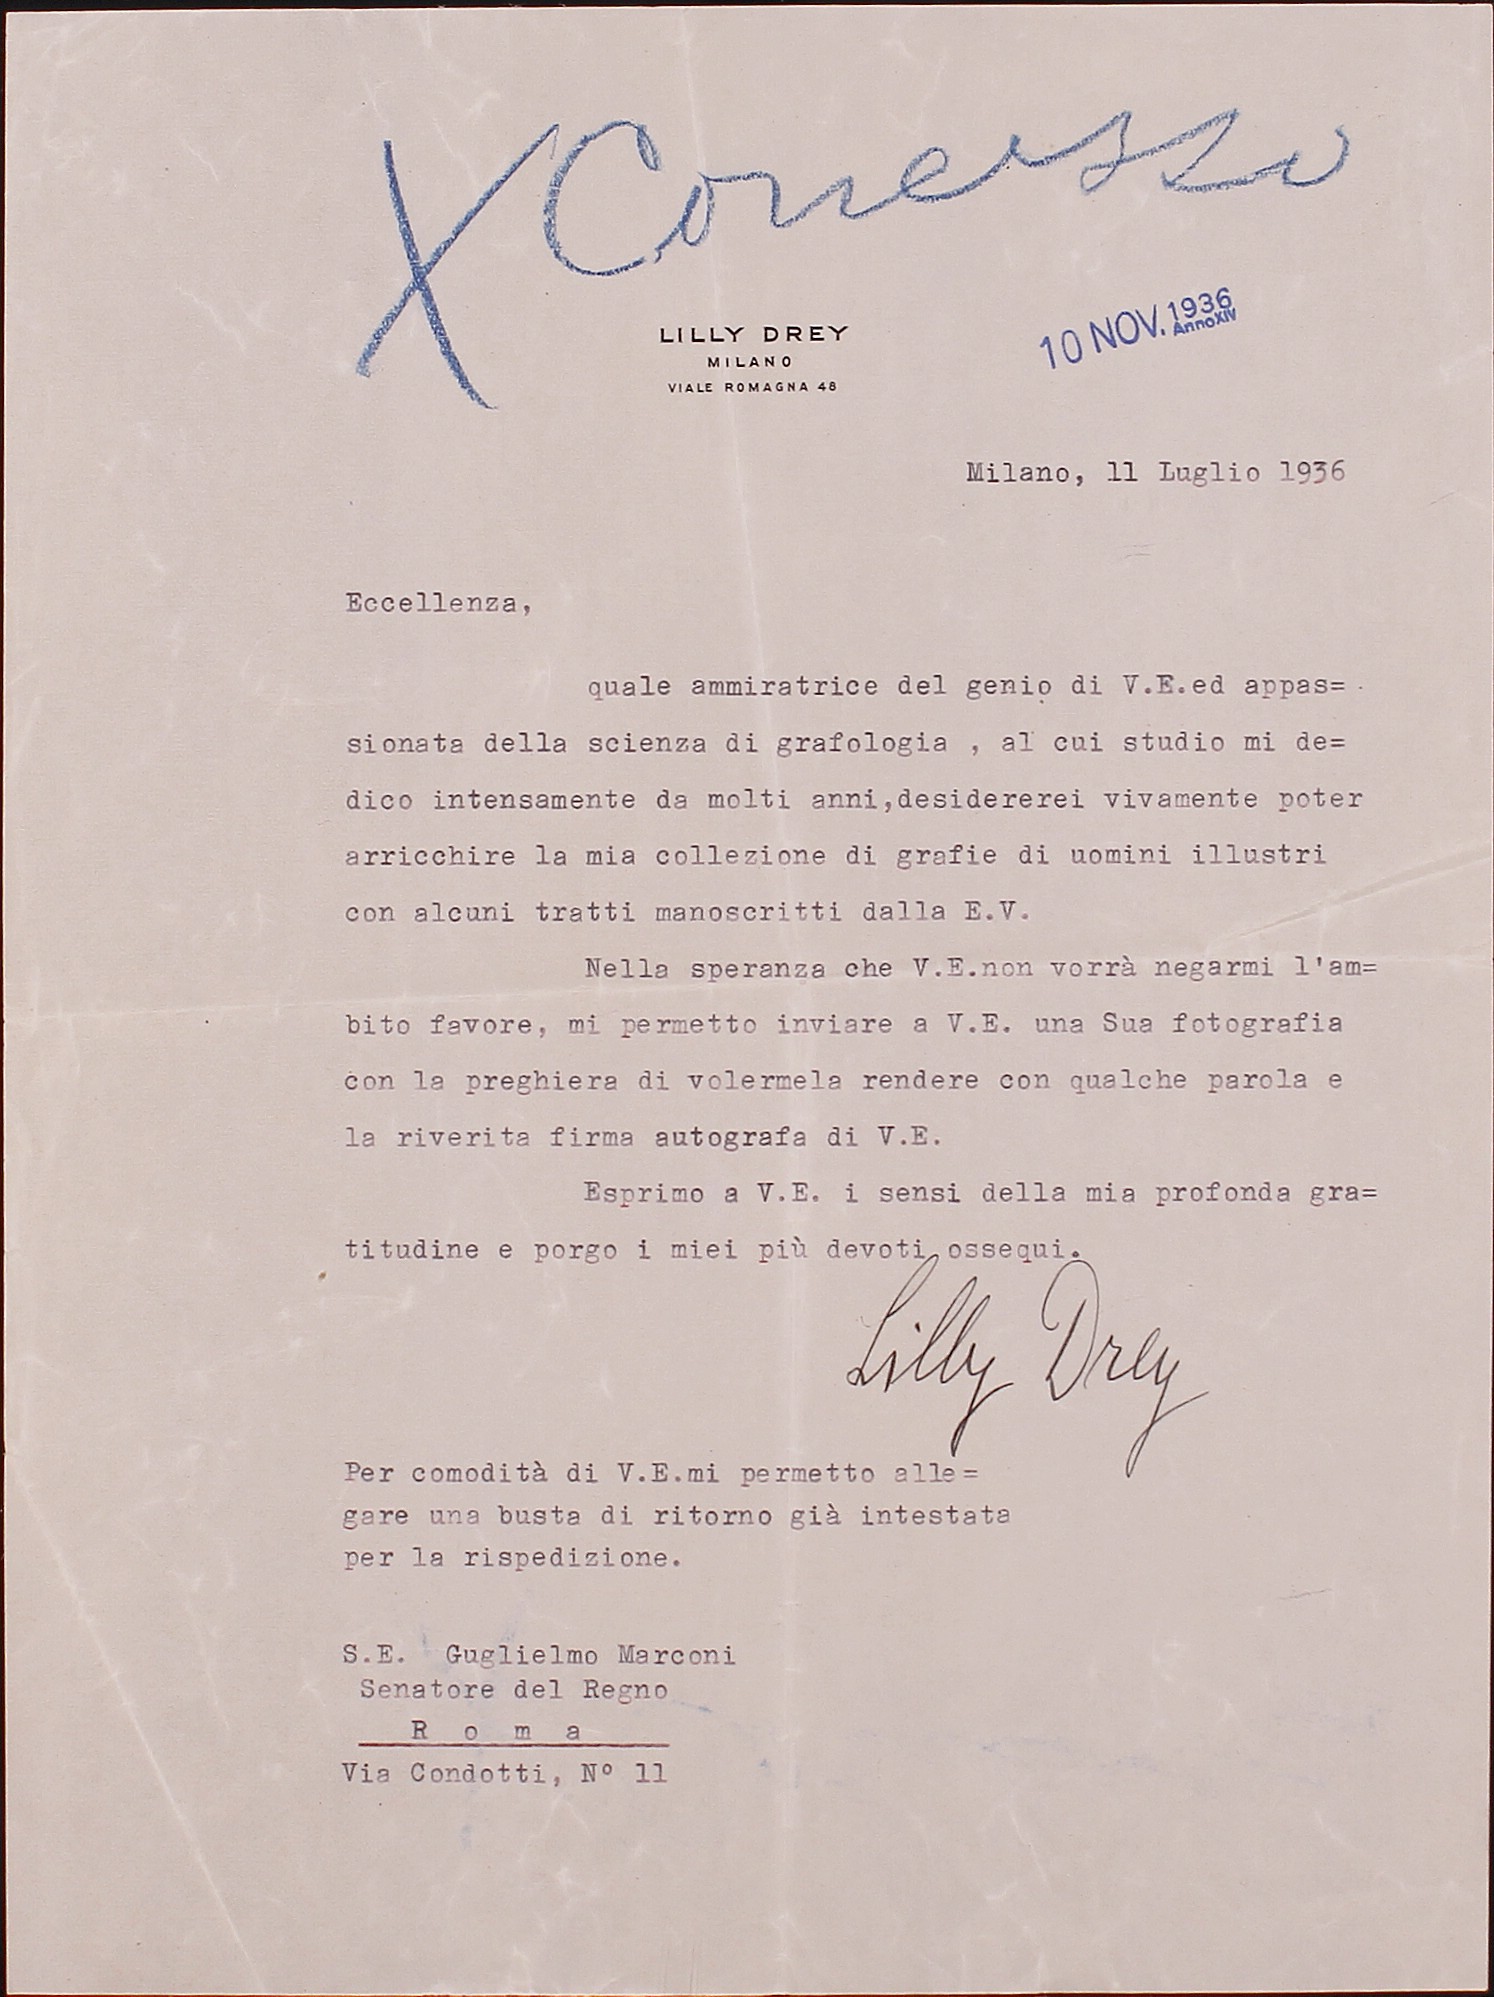 X Concesso
LILLY DREY
MILANO
VIALE ROMAGNA 48
10 NOV. 1936
Anno XIV
Milano, 11 Luglio 1936
Eccellenza,
quale ammiratrice del genio di V.E.ed appas=
sionata della scienza di grafologia , al cui studio mi de=
dico intensamente da molti anni,desidererei vivamente poter
arricchire la mia collezione di grafie di uomini illustri
con alcuni tratti manoscritti dalla E.V.
Nella speranza che V.E.non vorrà negarmi l'am=
bito favore, mi permetto inviare a V.E. una Sua fotografia
con la preghiera di volermela rendere con qualche parola e
la riverita firma autografa di V.E.
Esprimo a V.E. i sensi della mia profonda gra=
titudine e porgo i miei più devoti ossequi.
Lilly Drey
Per comodità di V.E.mi permetto alle=
gare una busta di ritorno già intestata
per la rispedizione.
S.E. Guglielmo Marconi
Senatore del Regno
R o m a
Via Condotti, Nº 11